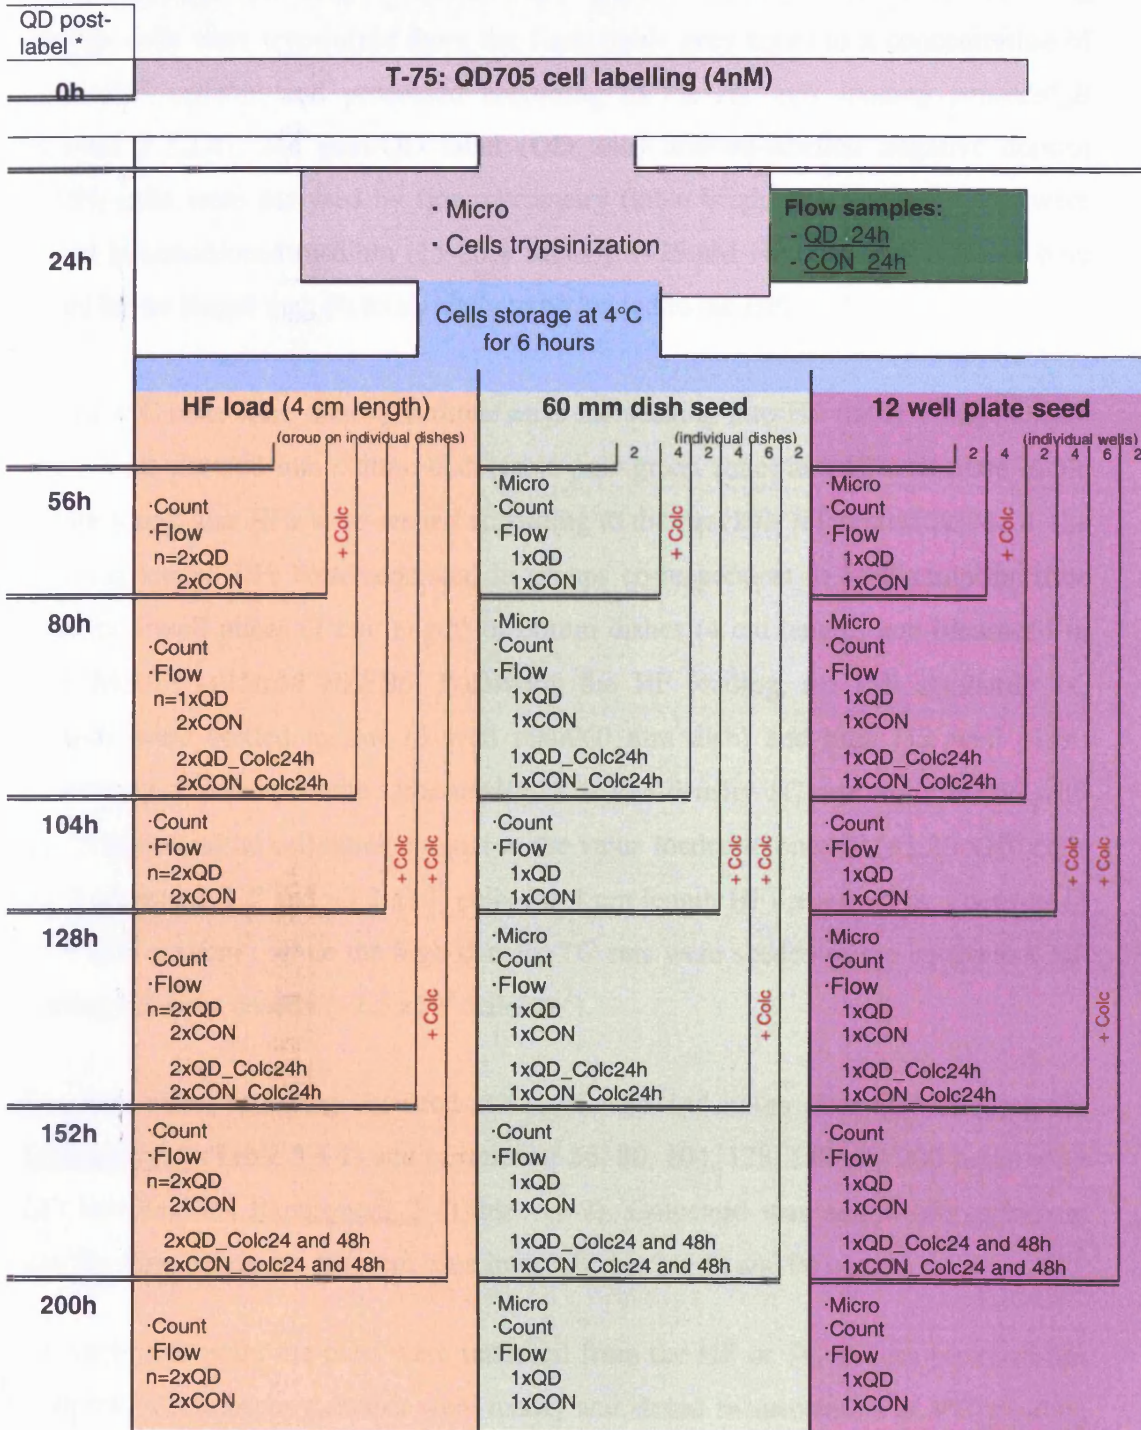 QD post-
label *
0h
T-75: QD705 cell labelling (4nM)
24h
· Micro
· Cells trypsinization
Flow samples:
- QD_24h
- CON_24h
Cells storage at 4°C
for 6 hours
HF load (4 cm length)
(group on individual dishes)
60 mm dish seed
(individual dishes)
2 4 2 4 6 2
12 well plate seed
(individual wells)
2 4 2 4 6 2
56h
·Count
·Flow
n=2xQD
2xCON
+ Colc
·Micro
·Count
·Flow
1xQD
1xCON
+ Colc
·Micro
·Count
·Flow
1xQD
1xCON
+ Colc
80h
·Count
·Flow
n=1xQD
2xCON
2xQD_Colc24h
2xCON_Colc24h
·Micro
·Count
·Flow
1xQD
1xCON
1xQD_Colc24h
1xCON_Colc24h
·Micro
·Count
·Flow
1xQD
1xCON
1xQD_Colc24h
1xCON_Colc24h
104h
·Count
·Flow
n=2xQD
2xCON
+ Colc
+ Colc
·Count
·Flow
1xQD
1xCON
+ Colc
+ Colc
·Count
·Flow
1xQD
1xCON
+ Colc
+ Colc
128h
·Count
·Flow
n=2xQD
2xCON
2xQD_Colc24h
2xCON_Colc24h
+ Colc
·Micro
·Count
·Flow
1xQD
1xCON
1xQD_Colc24h
1xCON_Colc24h
+ Colc
·Micro
·Count
·Flow
1xQD
1xCON
1xQD_Colc24h
1xCON_Colc24h
+ Colc
152h
·Count
·Flow
n=2xQD
2xCON
2xQD_Colc24 and 48h
2xCON_Colc24 and 48h
·Count
·Flow
1xQD
1xCON
1xQD_Colc24 and 48h
1xCON_Colc24 and 48h
·Count
·Flow
1xQD
1xCON
1xQD_Colc24 and 48h
1xCON_Colc24 and 48h
200h
·Count
·Flow
n=2xQD
2xCON
·Micro
·Count
·Flow
1xQD
1xCON
·Micro
·Count
·Flow
1xQD
1xCON